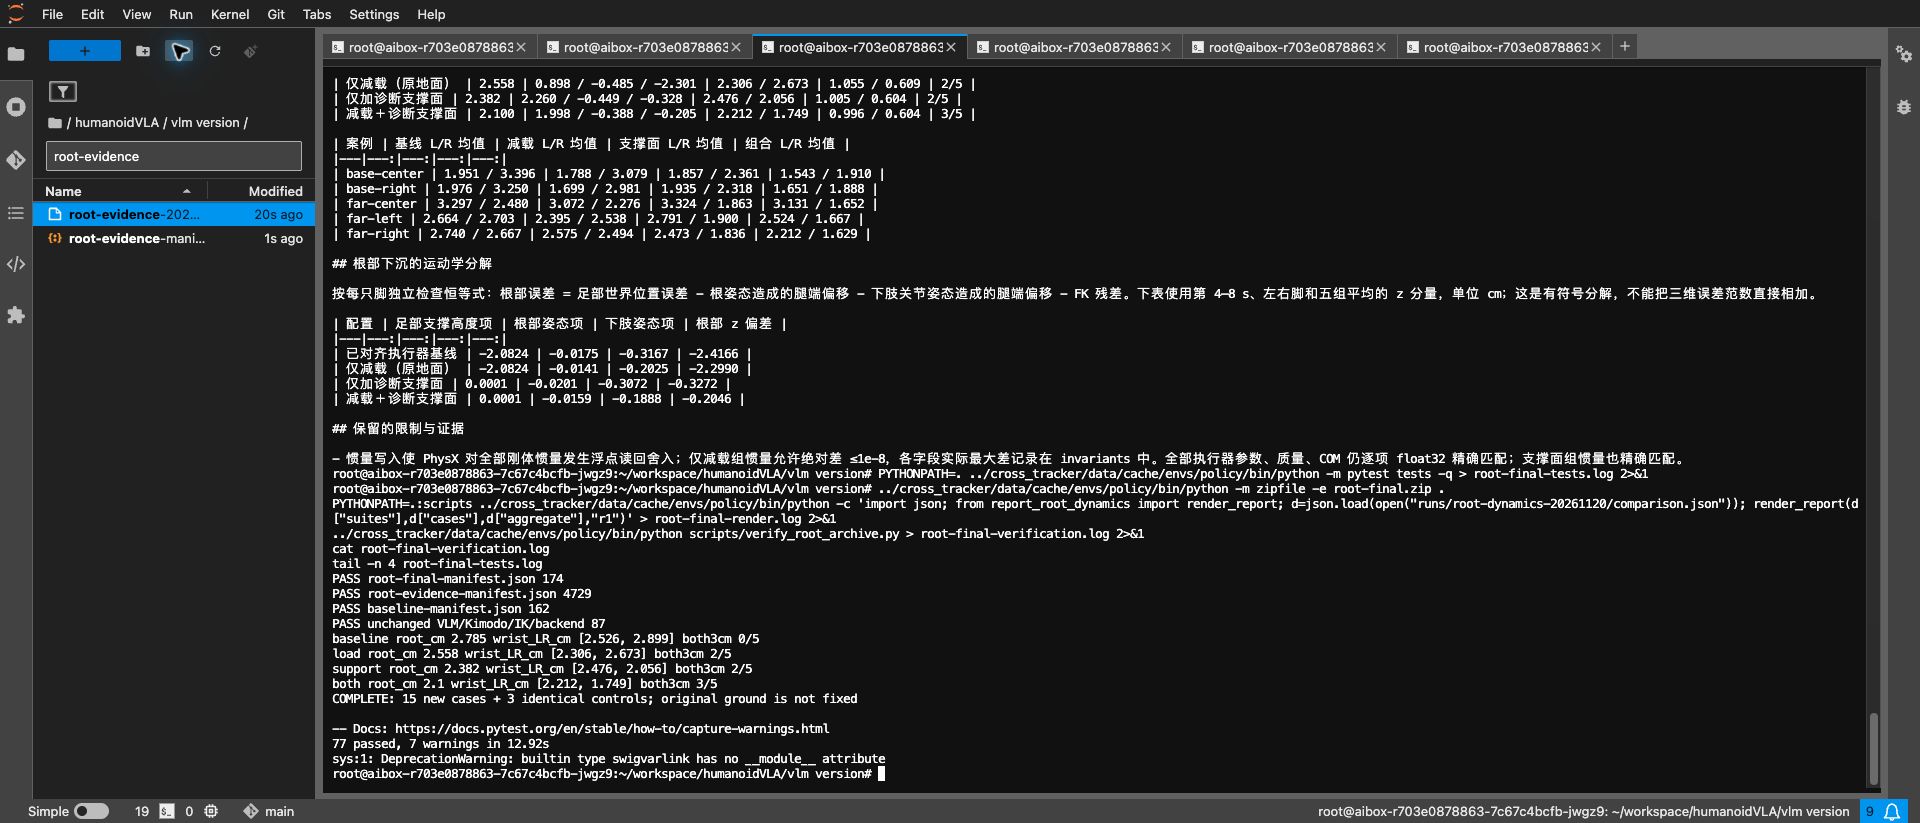 File Edit View Run Kernel Git Tabs Settings Help
+
/ humanoidVLA / vlm version /
root-evidence
Name Modified
root-evidence-202... 20s ago
root-evidence-mani... 1s ago
root@aibox-r703e0878863 root@aibox-r703e0878863 root@aibox-r703e0878863 root@aibox-r703e0878863 root@aibox-r703e0878863 root@aibox-r703e0878863
| 仅减载（原地面） | 2.558 | 0.898 / -0.485 / -2.301 | 2.306 / 2.673 | 1.055 / 0.609 | 2/5 |
| 仅加诊断支撑面 | 2.382 | 2.260 / -0.449 / -0.328 | 2.476 / 2.056 | 1.005 / 0.604 | 2/5 |
| 减载＋诊断支撑面 | 2.100 | 1.998 / -0.388 / -0.205 | 2.212 / 1.749 | 0.996 / 0.604 | 3/5 |
| 案例 | 基线 L/R 均值 | 减载 L/R 均值 | 支撑面 L/R 均值 | 组合 L/R 均值 |
|---|---:|---:|---:|---:|
| base-center | 1.951 / 3.396 | 1.788 / 3.079 | 1.857 / 2.361 | 1.543 / 1.910 |
| base-right | 1.976 / 3.250 | 1.699 / 2.981 | 1.935 / 2.318 | 1.651 / 1.888 |
| far-center | 3.297 / 2.480 | 3.072 / 2.276 | 3.324 / 1.863 | 3.131 / 1.652 |
| far-left | 2.664 / 2.703 | 2.395 / 2.538 | 2.791 / 1.900 | 2.524 / 1.667 |
| far-right | 2.740 / 2.667 | 2.575 / 2.494 | 2.473 / 1.836 | 2.212 / 1.629 |
## 根部下沉的运动学分解
按每只脚独立检查恒等式：根部误差 = 足部世界位置误差 - 根姿态造成的腿端偏移 - 下肢关节姿态造成的腿端偏移 - FK 残差。下表使用第 4–8 s、左右脚和五组平均的 z 分量，单位 cm；这是有符号分解，不能把三维误差范数直接相加。
| 配置 | 足部支撑高度项 | 根部姿态项 | 下肢姿态项 | 根部 z 偏差 |
|---|---:|---:|---:|---:|
| 已对齐执行器基线 | -2.0824 | -0.0175 | -0.3167 | -2.4166 |
| 仅减载（原地面） | -2.0824 | -0.0141 | -0.2025 | -2.2990 |
| 仅加诊断支撑面 | 0.0001 | -0.0201 | -0.3072 | -0.3272 |
| 减载＋诊断支撑面 | 0.0001 | -0.0159 | -0.1888 | -0.2046 |
## 保留的限制与证据
- 惯量写入使 PhysX 对全部刚体惯量发生浮点读回舍入；仅减载组惯量允许绝对差 ≤1e-8，各字段实际最大差记录在 invariants 中。全部执行器参数、质量、COM 仍逐项 float32 精确匹配；支撑面组惯量也精确匹配。
root@aibox-r703e0878863-7c67c4bcfb-jwgz9:~/workspace/humanoidVLA/vlm version# PYTHONPATH=. ../cross_tracker/data/cache/envs/policy/bin/python -m pytest tests -q > root-final-tests.log 2>&1
root@aibox-r703e0878863-7c67c4bcfb-jwgz9:~/workspace/humanoidVLA/vlm version# ../cross_tracker/data/cache/envs/policy/bin/python -m zipfile -e root-final.zip .
PYTHONPATH=.:scripts ../cross_tracker/data/cache/envs/policy/bin/python -c 'import json; from report_root_dynamics import render_report; d=json.load(open("runs/root-dynamics-20261120/comparison.json")); render_report(d
["suites"],d["cases"],d["aggregate"],"r1")' > root-final-render.log 2>&1
../cross_tracker/data/cache/envs/policy/bin/python scripts/verify_root_archive.py > root-final-verification.log 2>&1
cat root-final-verification.log
tail -n 4 root-final-tests.log
PASS root-final-manifest.json 174
PASS root-evidence-manifest.json 4729
PASS baseline-manifest.json 162
PASS unchanged VLM/Kimodo/IK/backend 87
baseline root_cm 2.785 wrist_LR_cm [2.526, 2.899] both3cm 0/5
load root_cm 2.558 wrist_LR_cm [2.306, 2.673] both3cm 2/5
support root_cm 2.382 wrist_LR_cm [2.476, 2.056] both3cm 2/5
both root_cm 2.1 wrist_LR_cm [2.212, 1.749] both3cm 3/5
COMPLETE: 15 new cases + 3 identical controls; original ground is not fixed
-- Docs: https://docs.pytest.org/en/stable/how-to/capture-warnings.html
77 passed, 7 warnings in 12.92s
sys:1: DeprecationWarning: builtin type swigvarlink has no __module__ attribute
root@aibox-r703e0878863-7c67c4bcfb-jwgz9:~/workspace/humanoidVLA/vlm version#
Simple 19 0 main root@aibox-r703e0878863-7c67c4bcfb-jwgz9: ~/workspace/humanoidVLA/vlm version 9